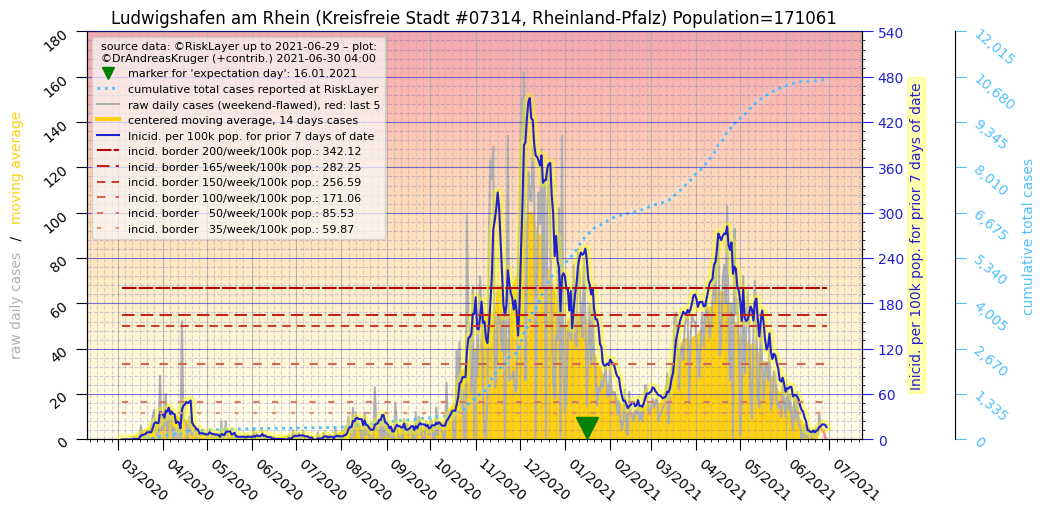 Ludwigshafen am Rhein (Kreisfreie Stadt #07314, Rheinland-Pfalz) Population=171061
source data: ©RiskLayer up to 2021-06-29 – plot:
©DrAndreasKruger (+contrib.) 2021-06-30 04:00
marker for 'expectation day': 16.01.2021
cumulative total cases reported at RiskLayer
raw daily cases (weekend-flawed), red: last 5
centered moving average, 14 days cases
Inicid. per 100k pop. for prior 7 days of date
incid. border 200/week/100k pop.: 342.12
incid. border 165/week/100k pop.: 282.25
incid. border 150/week/100k pop.: 256.59
incid. border 100/week/100k pop.: 171.06
incid. border 50/week/100k pop.: 85.53
incid. border 35/week/100k pop.: 59.87
raw daily cases / moving average
180
160
140
120
100
80
60
40
20
0
03/2020
04/2020
05/2020
06/2020
07/2020
08/2020
09/2020
10/2020
11/2020
12/2020
01/2021
02/2021
03/2021
04/2021
05/2021
06/2021
07/2021
540
480
420
360
300
240
180
120
60
0
Inicid. per 100k pop. for prior 7 days of date
12,015
10,680
9,345
8,010
6,675
5,340
4,005
2,670
1,335
0
cumulative total cases